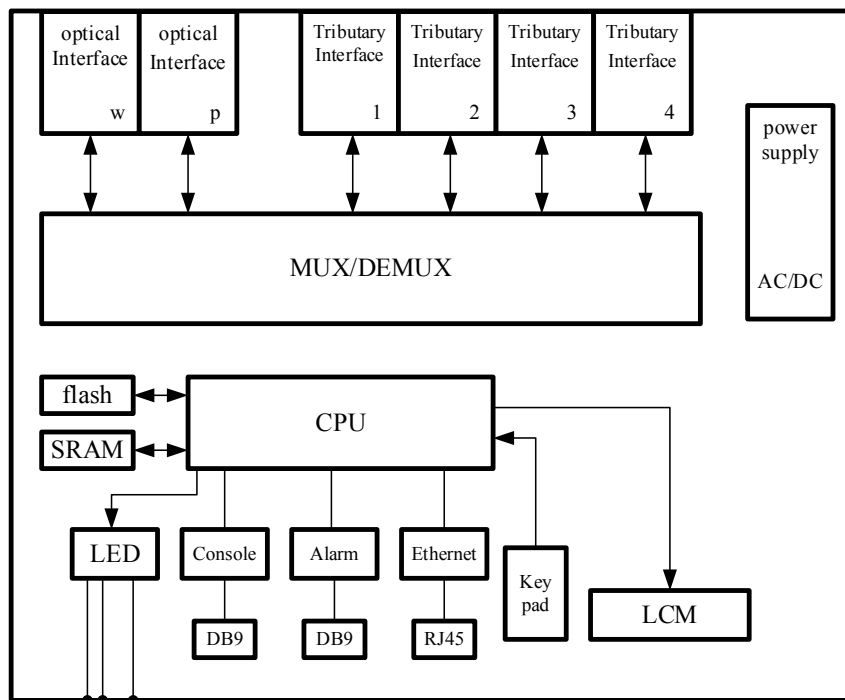 optical
Interface
w
optical
Interface
p
Tributary
Interface
1
Tributary
Interface
2
Tributary
Interface
3
Tributary
Interface
4
power
supply
AC/DC
MUX/DEMUX
flash
SRAM
CPU
LED
Console
Alarm
Ethernet
Key
pad
LCM
DB9
DB9
RJ45